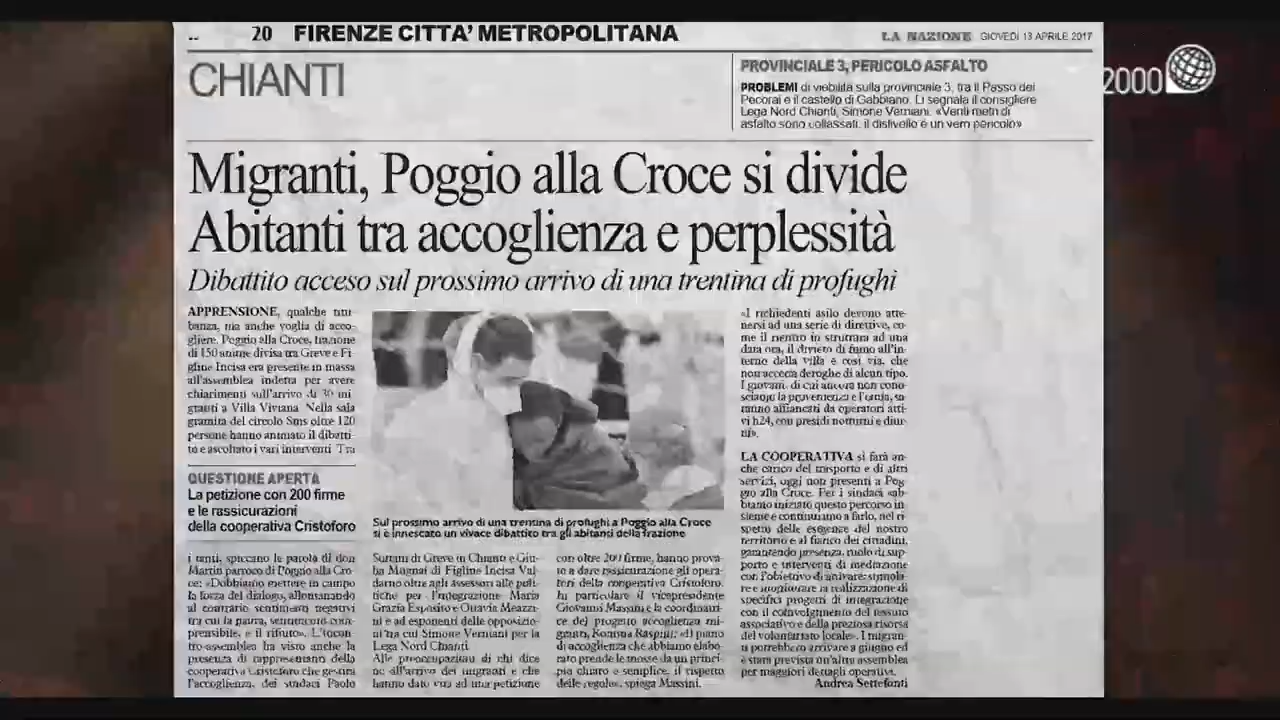 20 FIRENZE CITTA' METROPOLITANA
LA NAZIONE GIOVEDÌ 13 APRILE 2017
2000
CHIANTI
PROVINCIALE 3, PERICOLO ASFALTO
PROBLEMI di viabilità sulla provinciale 3, tra il Passo dei
Pecorai e il castello di Gabbiano. Li segnala il consigliere
Lega Nord Chianti, Simone Verniani. «Venti metri di
asfalto sono collassati, il dislivello è un vero pericolo»
Migranti, Poggio alla Croce si divide
Abitanti tra accoglienza e perplessità
Dibattito acceso sul prossimo arrivo di una trentina di profughi
APPRENSIONE, qualche tur-
banza, ma anche voglia di acco-
gliere. Poggio alla Croce, frazione
di 150 anime divisa tra Greve e Fi-
gline Incisa era presente in massa
all'assemblea indetta per avere
chiarimenti sull'arrivo di 30 mi-
granti a Villa Viviana. Nella sala
gremita del circolo Sms oltre 120
persone hanno animato il dibatti-
to e ascoltato i vari interventi. Tra
QUESTIONE APERTA
La petizione con 200 firme
e le rassicurazioni
della cooperativa Cristoforo
i tanti, spiccano le parola di don
Martin parroco di Poggio alla Cro-
ce: «Dobbiamo mettere in campo
la forza del dialogo, allontanando
al contrario sentimenti negativi
tra cui la paura, sentimento com-
prensibile, e il rifiuto». L'incon-
tro-assemblea ha visto anche la
presenza di rappresentanti della
cooperativa Cristoforo che gestirà
l'accoglienza, dei sindaci Paolo
Sul prossimo arrivo di una trentina di profughi a Poggio alla Croce
si è innescato un vivace dibattito tra gli abitanti della frazione
Sottani di Greve in Chianti e Giu-
lia Mugnai di Figline Incisa Val-
darno oltre agli assessori alle poli-
tiche per l'integrazione Maria
Grazia Esposito e Ottavia Meazzi-
ni e ad esponenti delle opposizio-
ni tra cui Simone Verniani per la
Lega Nord Chianti.
Alle preoccupazioni di chi dice
no all'arrivo dei migranti e che
hanno dato vita ad una petizione
con oltre 200 firme, hanno prova-
to a dare rassicurazione gli opera-
tori della cooperativa Cristoforo.
In particolare il vicepresidente
Giovanni Massini e la coordinatri-
ce del progetto accoglienza mi-
granti, Romina Raspini: «Il piano
di accoglienza che abbiamo elabo-
rato prende le mosse da un princi-
pio chiaro e semplice, il rispetto
delle regole», spiega Massini.
«I richiedenti asilo devono atte-
nersi ad una serie di direttive, co-
me il rientro in struttura ad una
data ora, il divieto di fumo all'in-
terno della villa e così via, che
non accetta deroghe di alcun tipo.
I giovani, di cui ancora non cono-
sciamo la provenienza e l'etnia, sa-
ranno affiancati da operatori atti-
vi h24, con presidi notturni e diur-
ni».
LA COOPERATIVA si farà an-
che carico del trasporto e di altri
servizi, oggi non presenti a Pog-
gio alla Croce. Per i sindaci «ab-
biamo iniziato questo percorso in-
sieme e continuiamo a farlo, nel ri-
spetto delle esigenze del nostro
territorio e al fianco dei cittadini,
garantendo presenza, ruolo di sup-
porto e interventi di mediazione
con l'obiettivo di attivare, stimola-
re e monitorare la realizzazione di
specifici progetti di integrazione
con il coinvolgimento del tessuto
associativo e della preziosa risorsa
del volontariato locale». I migran-
ti potrebbero arrivare a giugno ed
è stata prevista un'altra assemblea
per maggiori dettagli operativi.
Andrea Settefonti